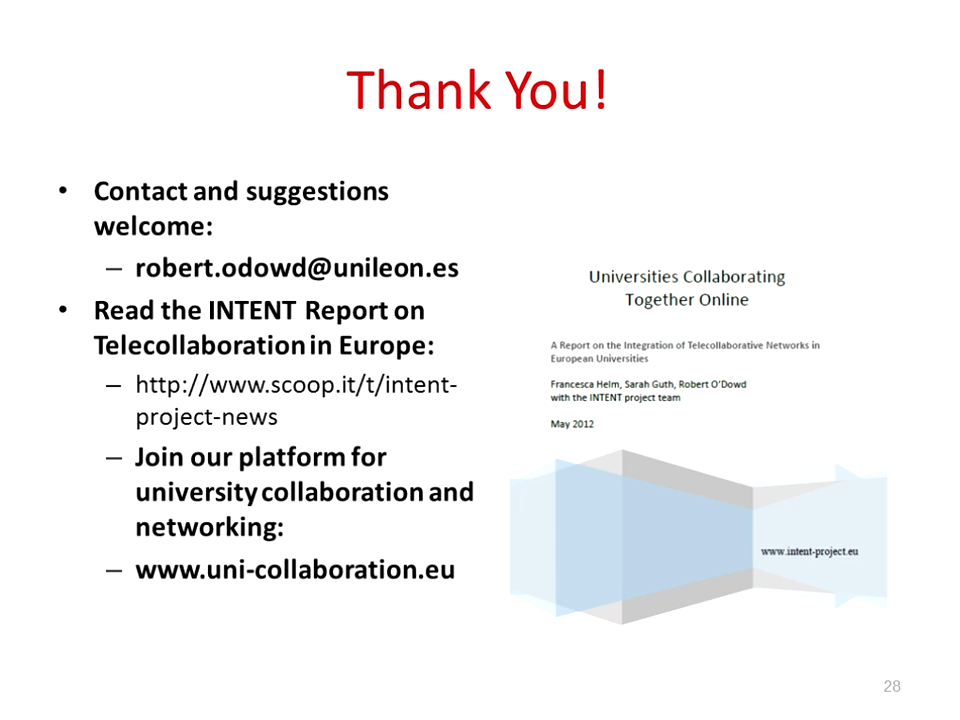 Thank You!
• Contact and suggestions
welcome:
– robert.odowd@unileon.es
• Read the INTENT Report on
Telecollaboration in Europe:
– http://www.scoop.it/t/intent-
project-news
– Join our platform for
university collaboration and
networking:
– www.uni-collaboration.eu
Universities Collaborating
Together Online
A Report on the Integration of Telecollaborative Networks in
European Universities
Francesca Helm, Sarah Guth, Robert O'Dowd
with the INTENT project team
May 2012
www.intent-project.eu
28